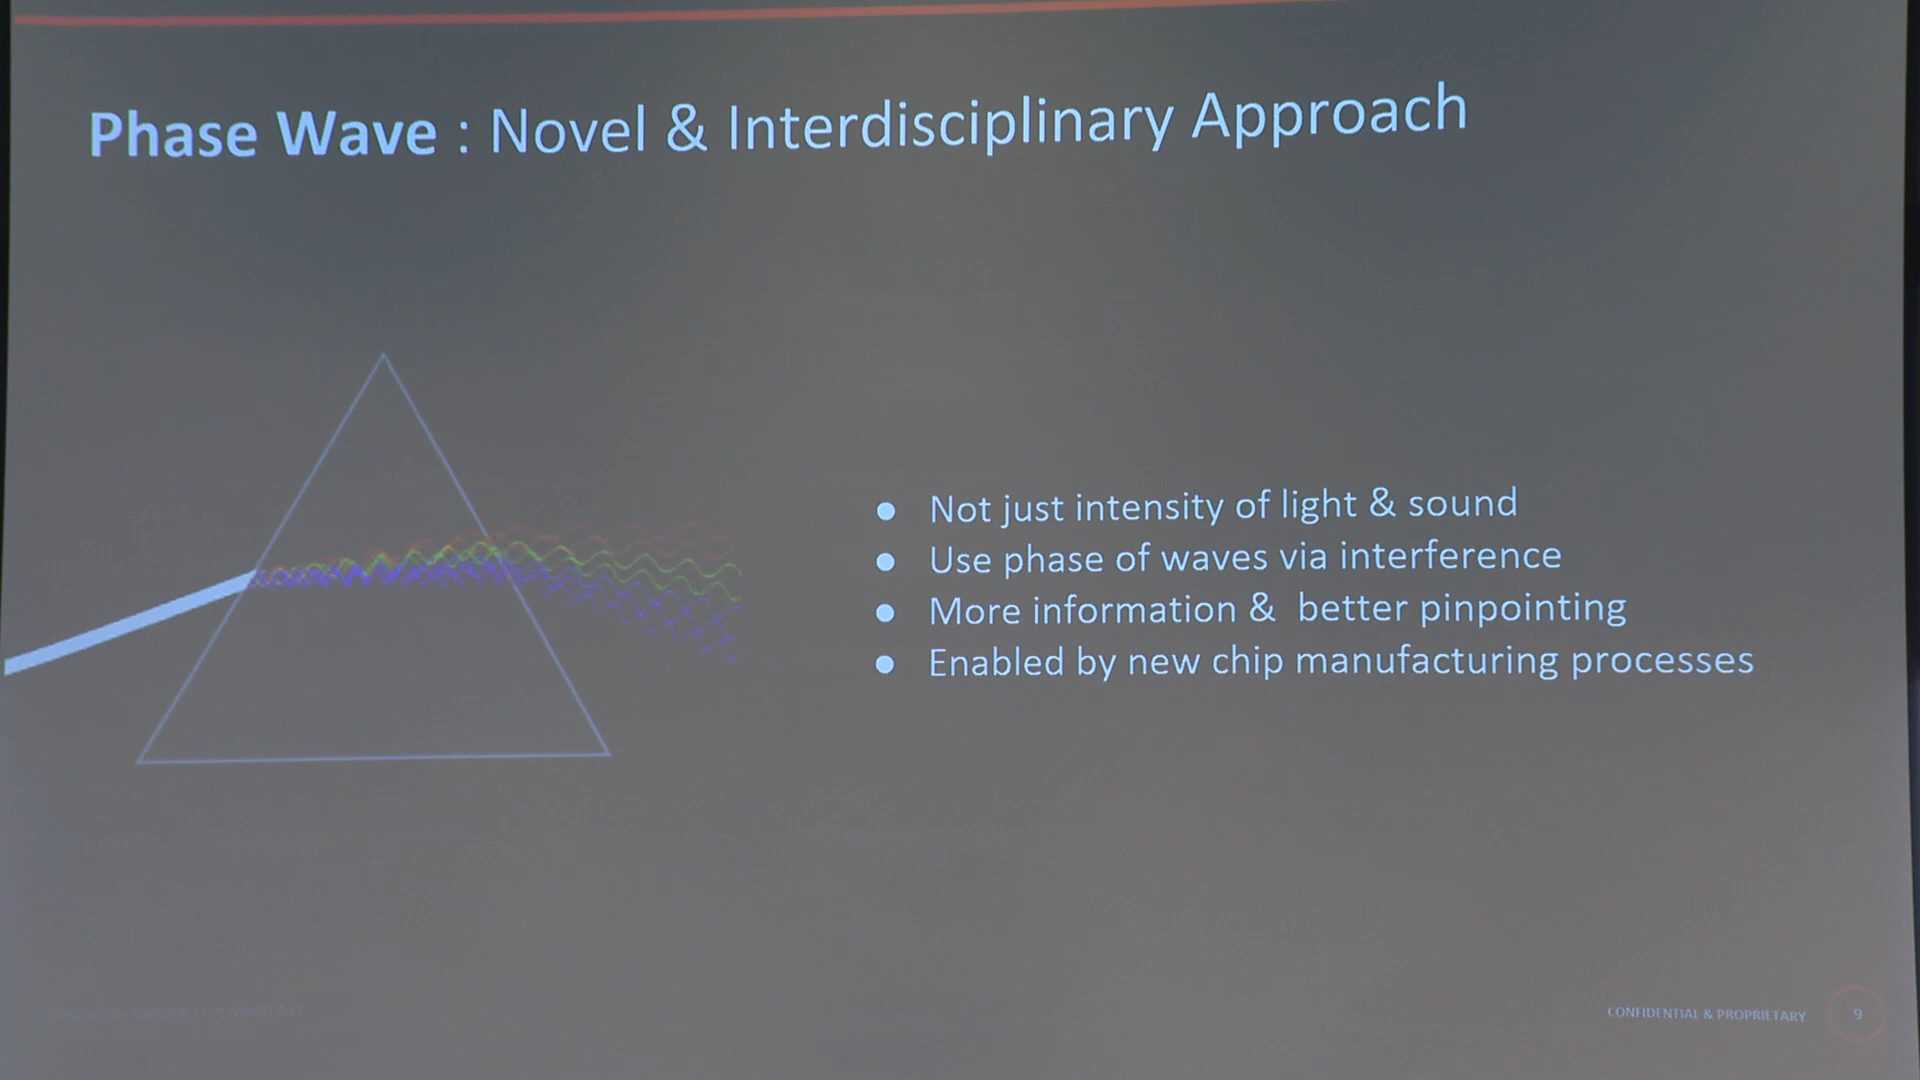 Phase Wave : Novel & Interdisciplinary Approach
● Not just intensity of light & sound
● Use phase of waves via interference
● More information & better pinpointing
● Enabled by new chip manufacturing processes
CONFIDENTIAL & PROPRIETARY
9